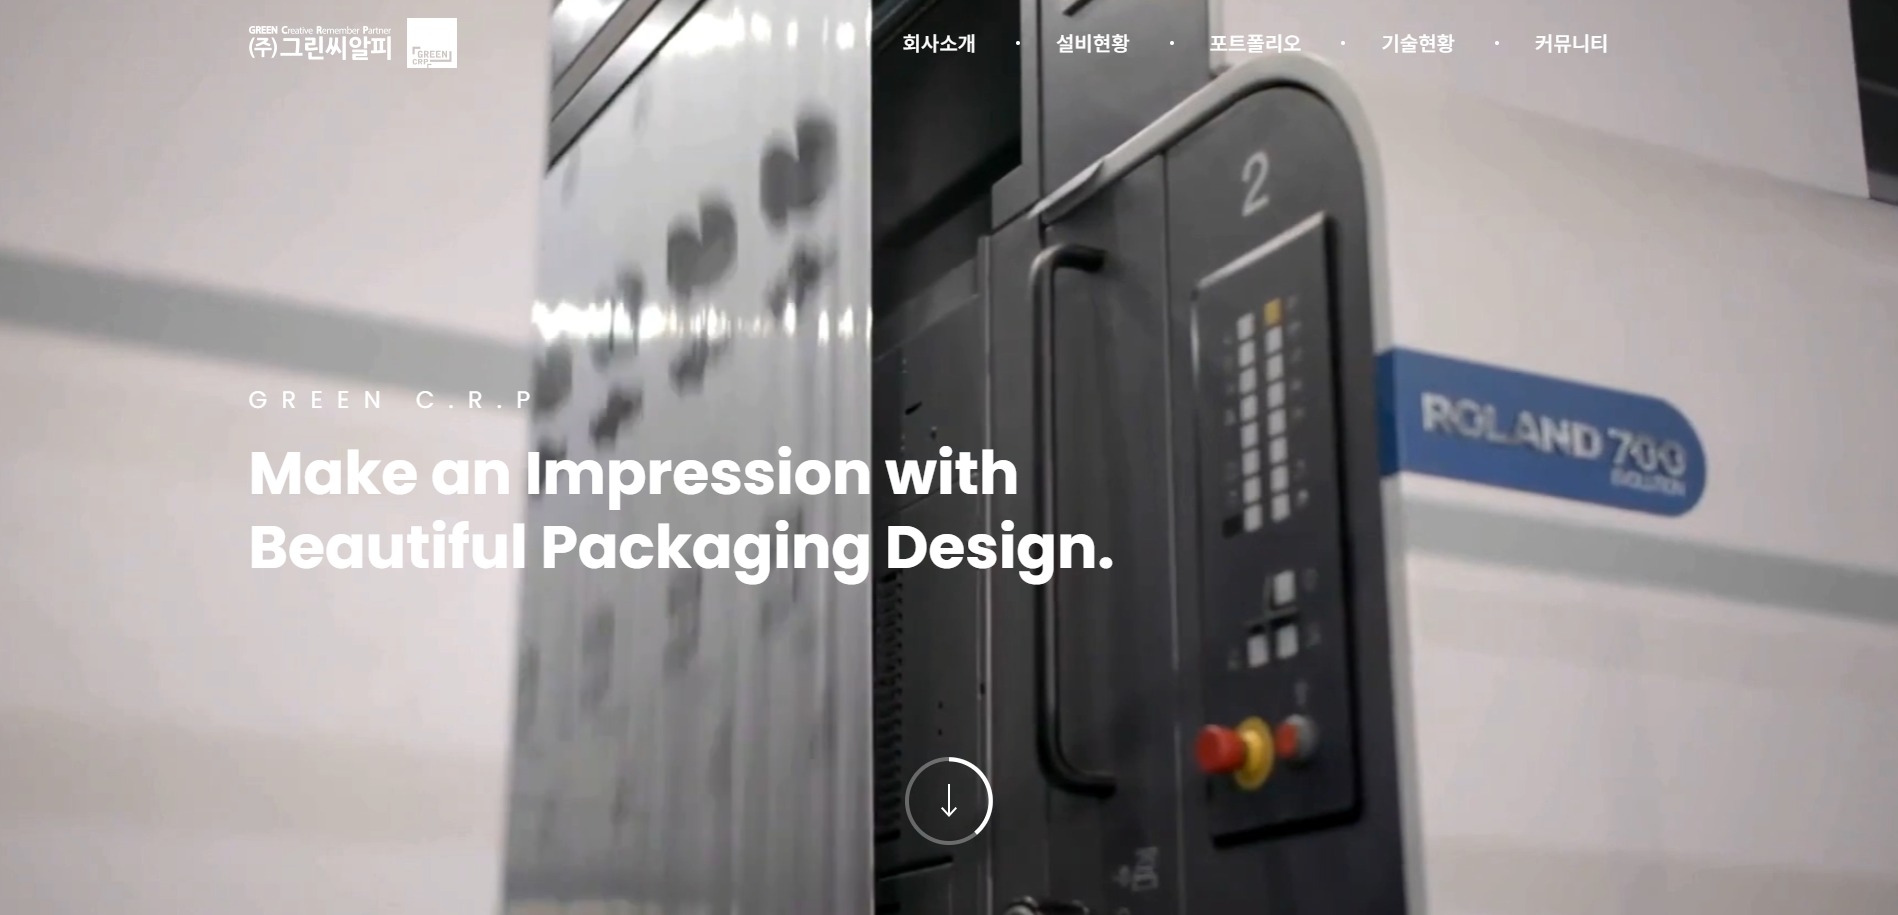 GREEN Creative Remember Partner
(주)그린씨알피
GREEN
CRP
회사소개
설비현황
포트폴리오
기술현황
커뮤니티
2
ROLAND 700
EVOLUTION
GREEN C.R.P
Make an Impression with
Beautiful Packaging Design.